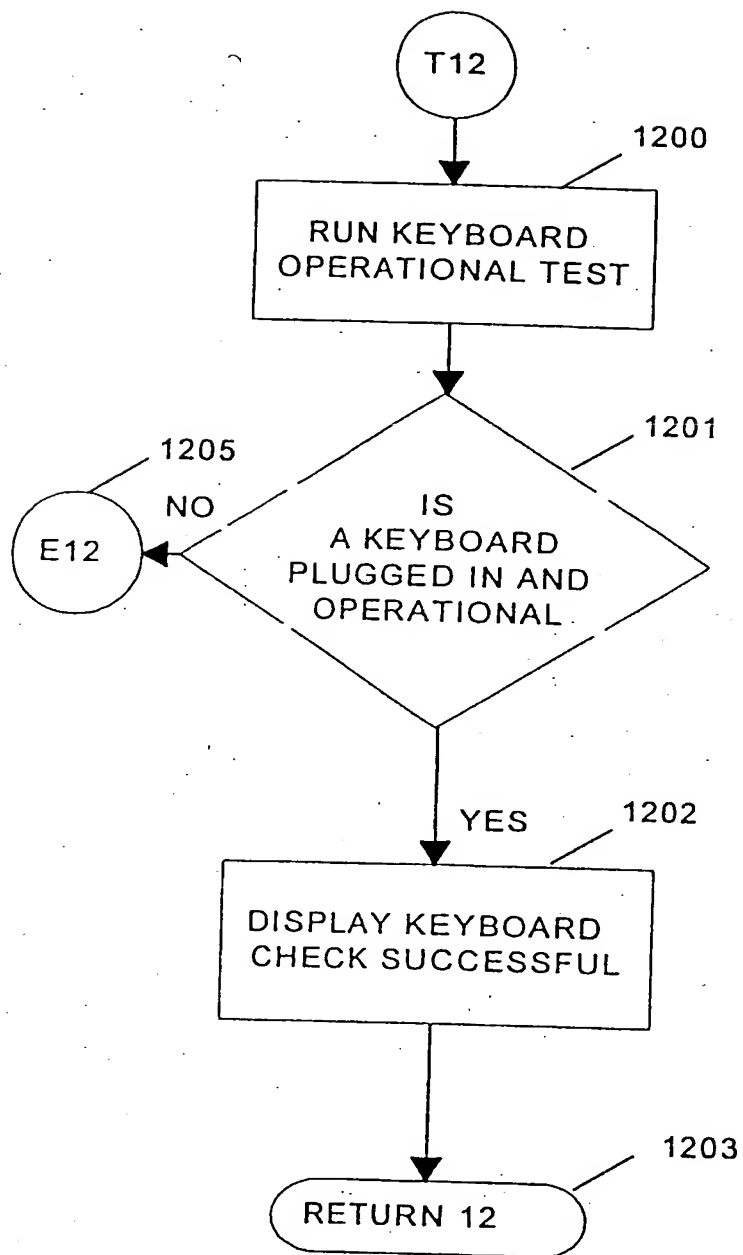 T12
1200
RUN KEYBOARD
OPERATIONAL TEST
1201
1205
NO
IS
A KEYBOARD
PLUGGED IN AND
OPERATIONAL
E12
YES
1202
DISPLAY KEYBOARD
CHECK SUCCESSFUL
1203
RETURN 12